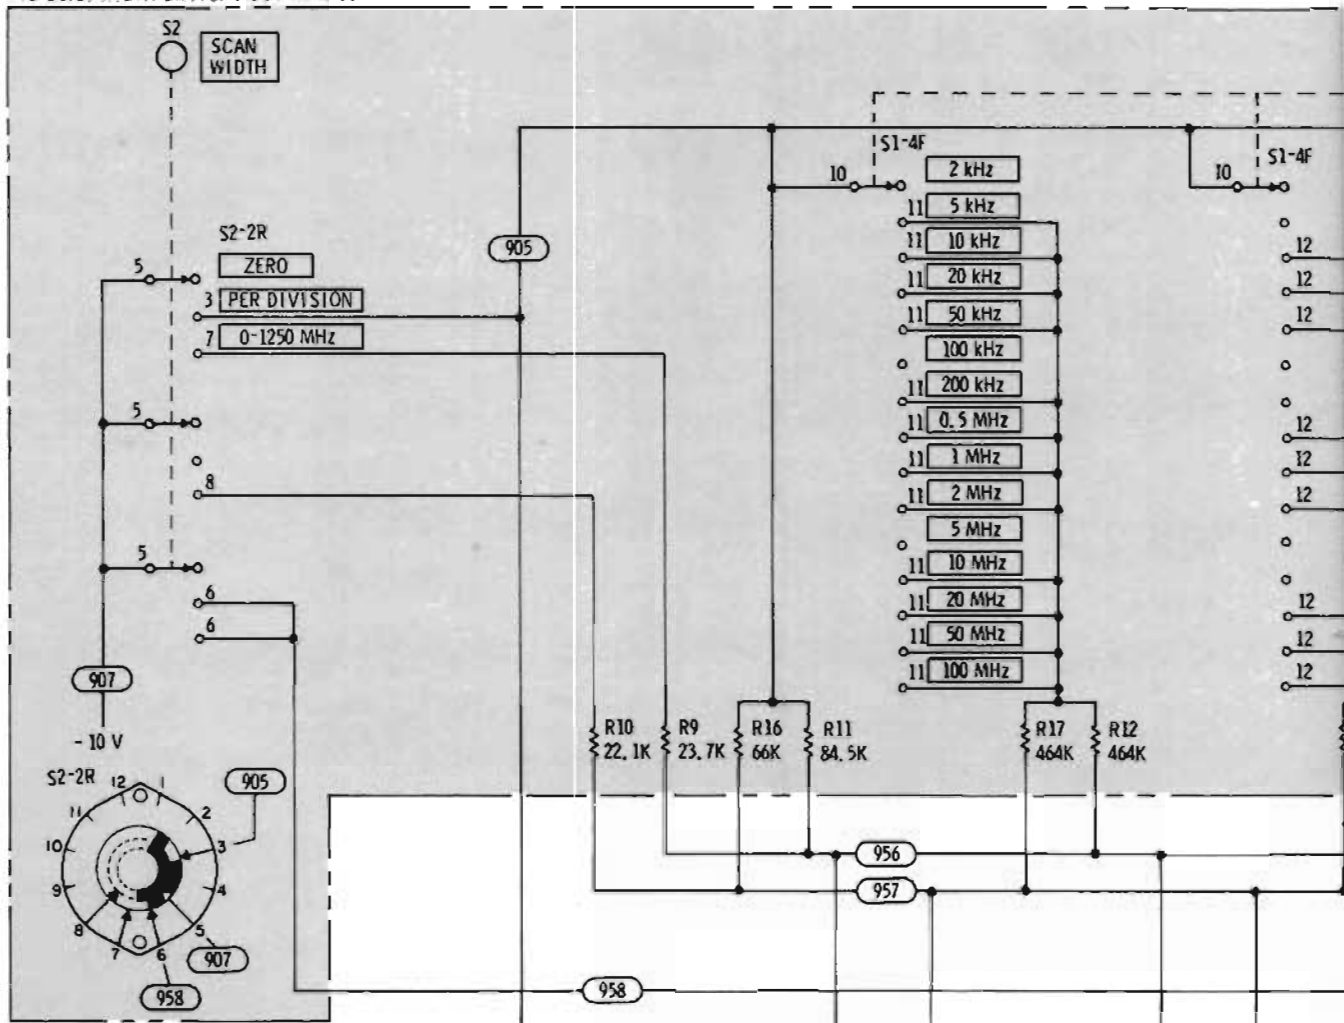 S2
SCAN
WIDTH
S2-2R
5
ZERO
3
PER DIVISION
7
0-1250 MHz
5
8
5
6
6
907
- 10 V
905
S1-4F
10
2 kHz
11
5 kHz
11
10 kHz
11
20 kHz
11
50 kHz
100 kHz
11
200 kHz
11
0.5 MHz
11
1 MHz
11
2 MHz
5 MHz
11
10 MHz
11
20 MHz
11
50 MHz
11
100 MHz
S1-4F
10
12
12
12
12
12
12
12
12
12
R10
22.1K
R9
23.7K
R16
66K
R11
84.5K
R17
464K
R12
464K
S2-2R
905
12
1
2
3
4
5
6
7
8
9
10
11
907
958
956
957
958